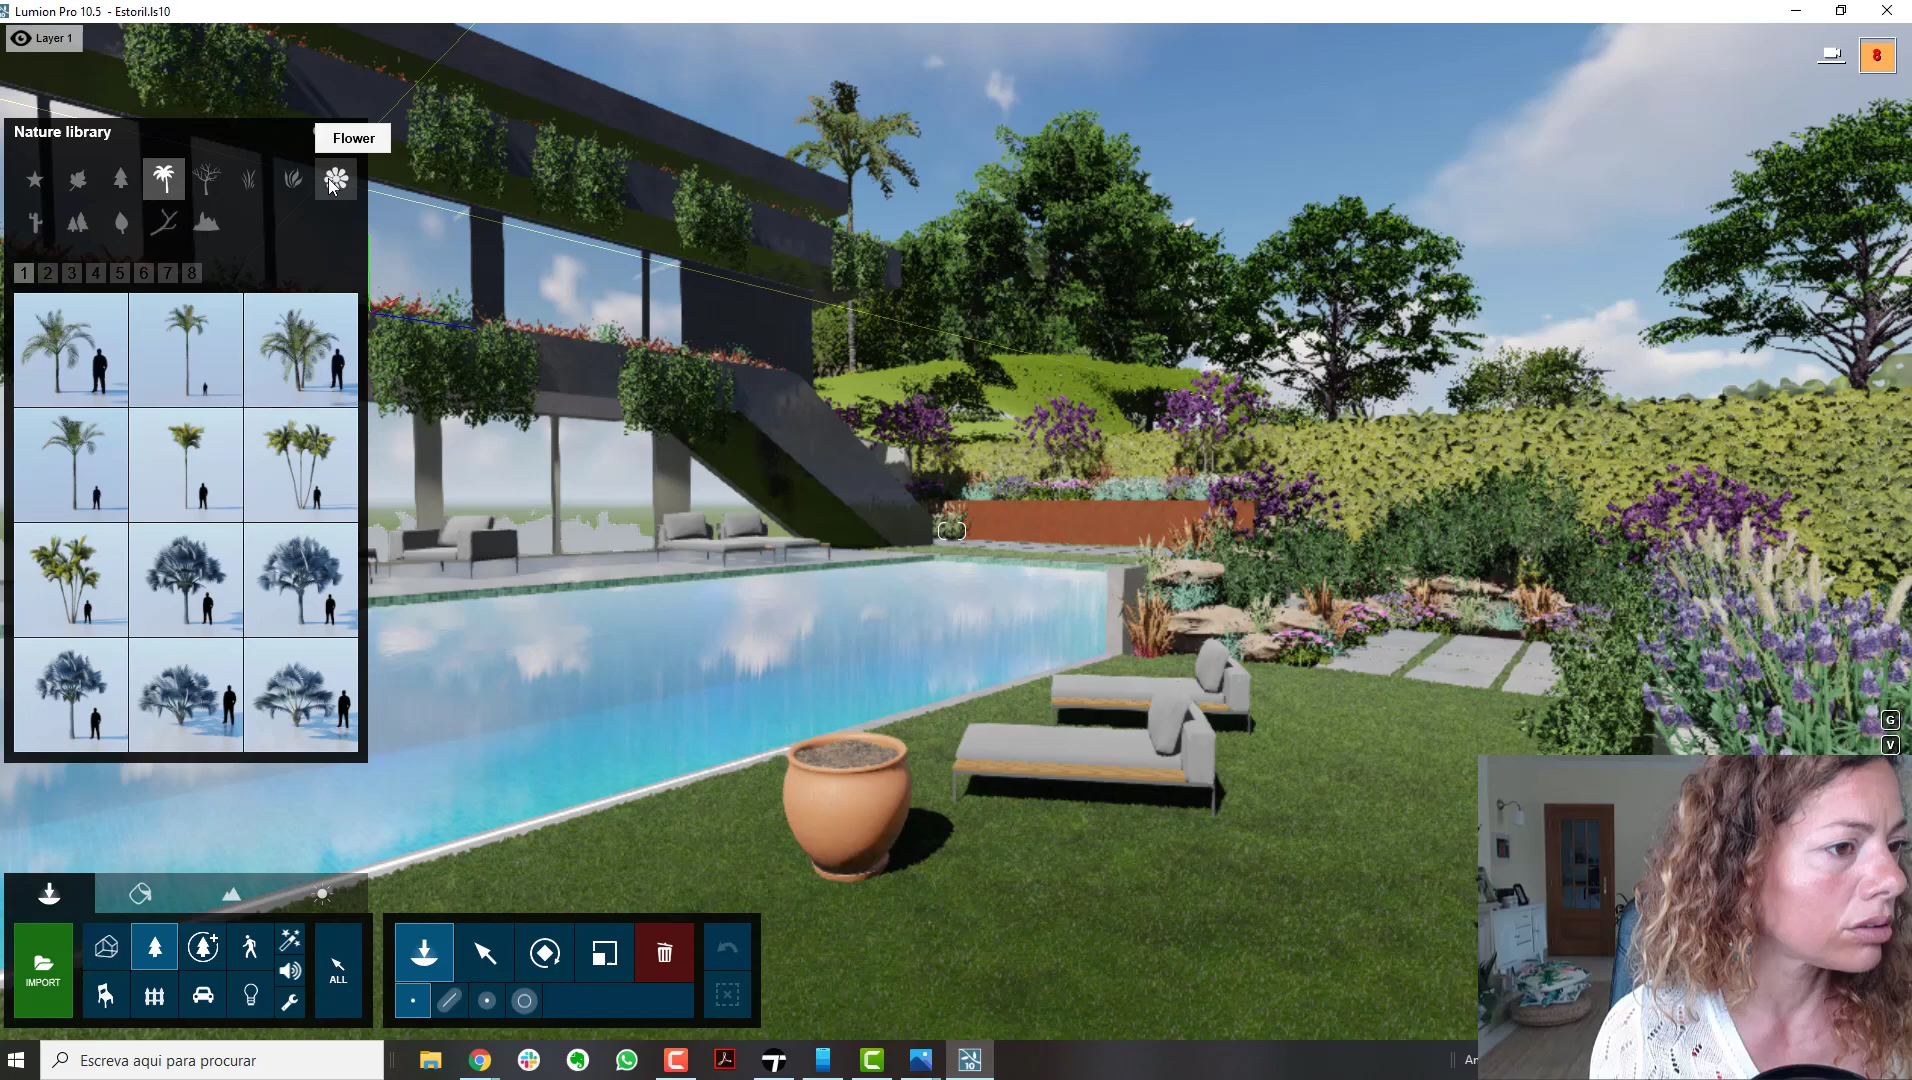 Lumion Pro 10.5 - Estoril.ls10
Layer 1
8
Nature library
Flower
1 2 3 4 5 6 7 8
G
V
IMPORT
ALL
Escreva aqui para procurar
10